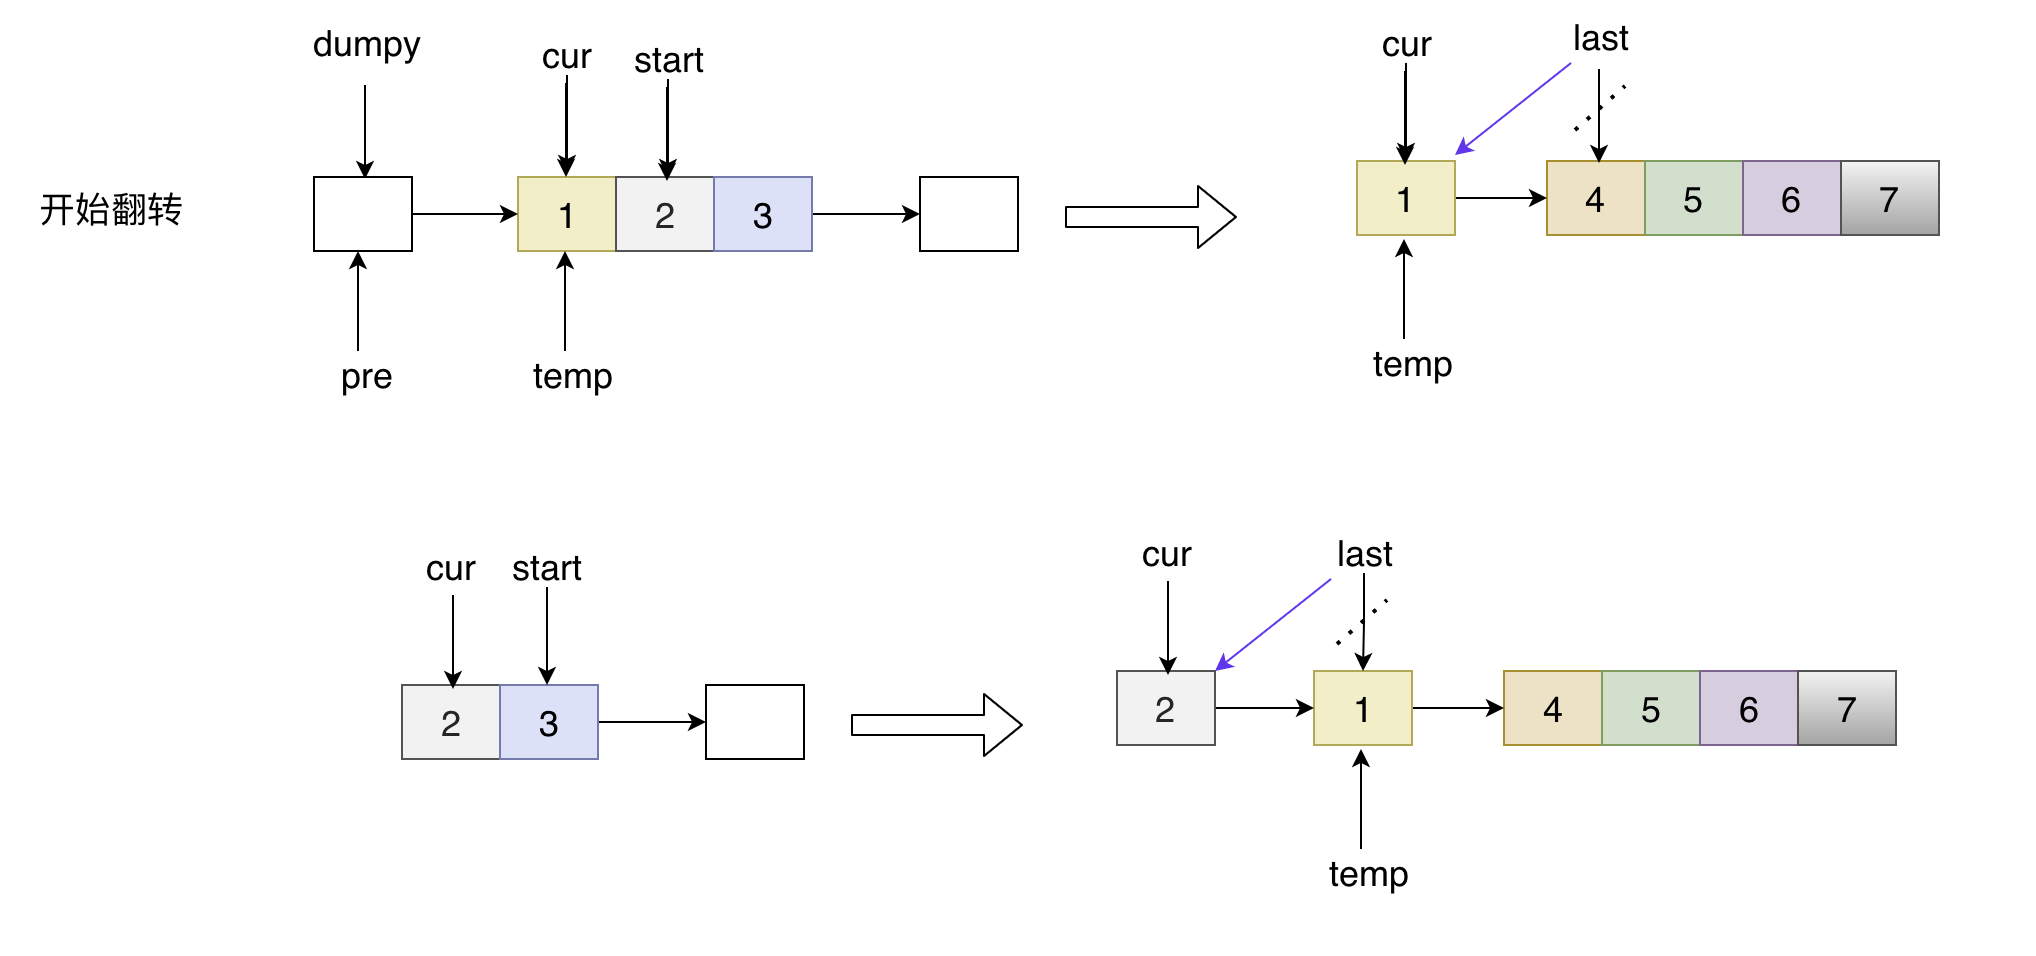 dumpy
cur
start
cur
last
开始翻转
1 2 3
1
4 5 6 7
pre
temp
temp
cur
start
cur
last
2 3
2
1
4 5 6 7
temp